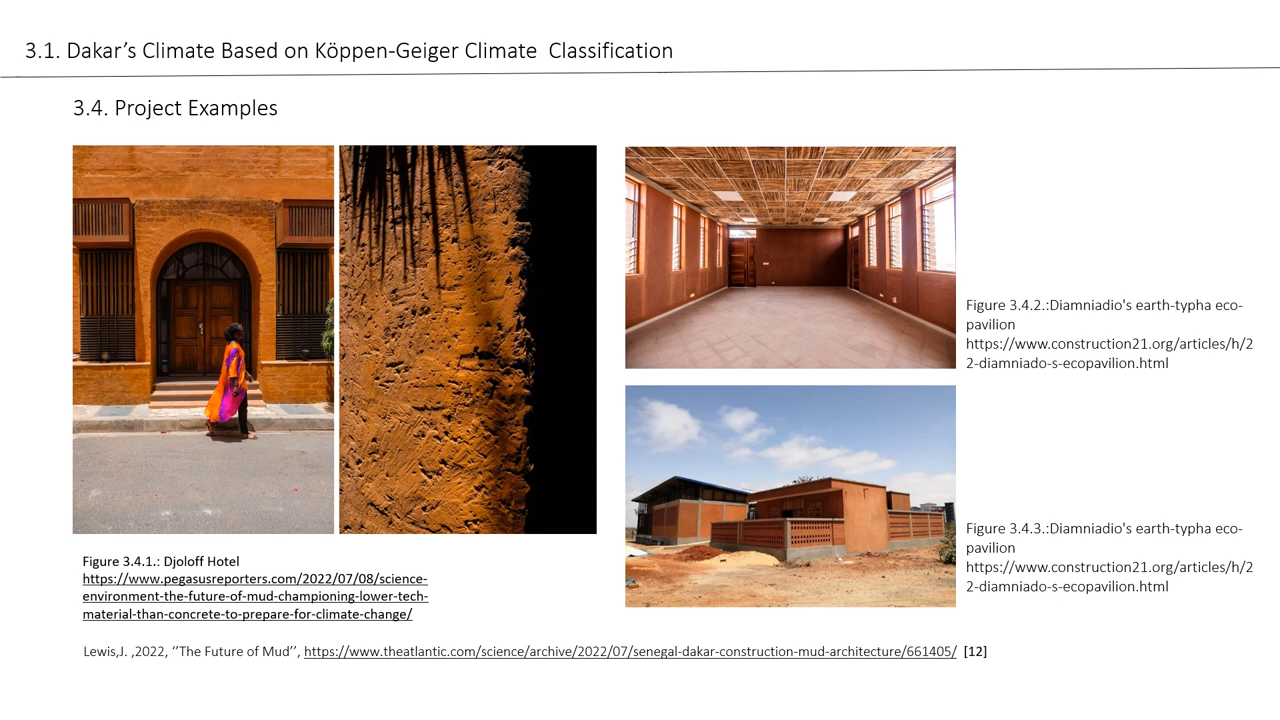 3.1. Dakar’s Climate Based on Köppen-Geiger Climate  Classification
3.4. Project Examples
Figure 3.4.1.: Djoloff Hotel
https://www.pegasusreporters.com/2022/07/08/science-
environment-the-future-of-mud-championing-lower-tech-
material-than-concrete-to-prepare-for-climate-change/
Figure 3.4.2.:Diamniadio's earth-typha eco-
pavilion
https://www.construction21.org/articles/h/2
2-diamniado-s-ecopavilion.html
Figure 3.4.3.:Diamniadio's earth-typha eco-
pavilion
https://www.construction21.org/articles/h/2
2-diamniado-s-ecopavilion.html
Lewis,J. ,2022, ‘’The Future of Mud’’, https://www.theatlantic.com/science/archive/2022/07/senegal-dakar-construction-mud-architecture/661405/ [12]